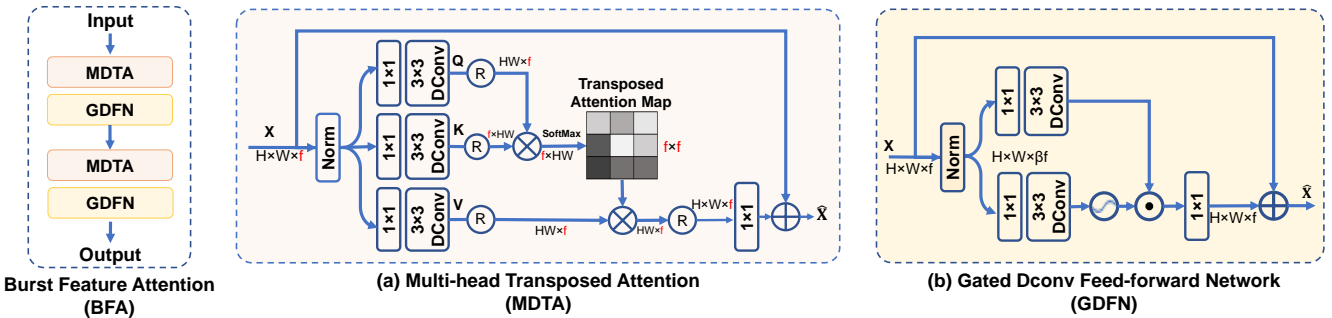 Input
MDTA
GDFN
MDTA
GDFN
Output
Burst Feature Attention
(BFA)
X
H×W×f
Norm
1×1
3×3
DConv
Q
R
HW×f
1×1
3×3
DConv
K
R
f×HW
SoftMax
f×HW
Transposed
Attention Map
f×f
1×1
3×3
DConv
V
R
HW×f
HW×f
R
H×W×f
1×1
X̂
(a) Multi-head Transposed Attention
(MDTA)
X
H×W×f
Norm
1×1
3×3
DConv
H×W×βf
1×1
3×3
DConv
1×1
H×W×f
X̂
(b) Gated Dconv Feed-forward Network
(GDFN)